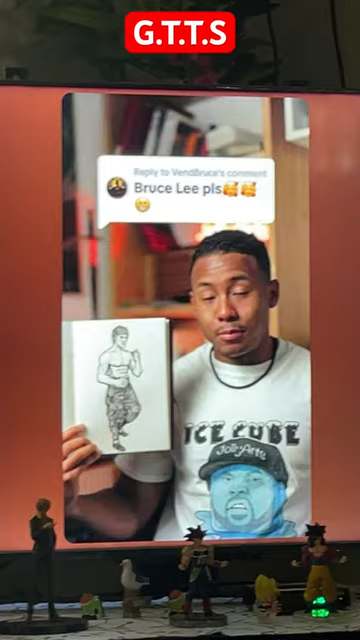 G.T.T.S
Reply to VendBruce's comment
Bruce Lee pls🥰🥰
😁
ICE CUBE
JollyArts